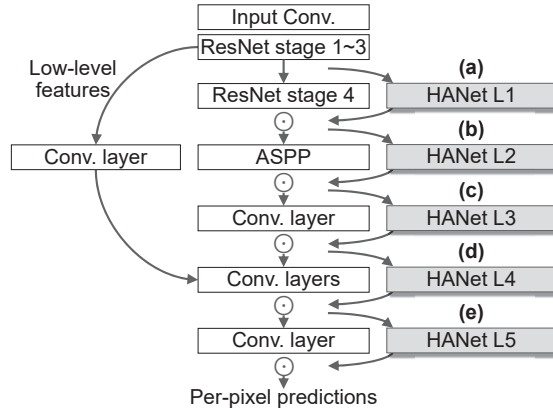 Input Conv.
ResNet stage 1~3
Low-level
features
(a)
ResNet stage 4
HANet L1
(b)
Conv. layer
ASPP
HANet L2
(c)
Conv. layer
HANet L3
(d)
Conv. layers
HANet L4
(e)
Conv. layer
HANet L5
Per-pixel predictions